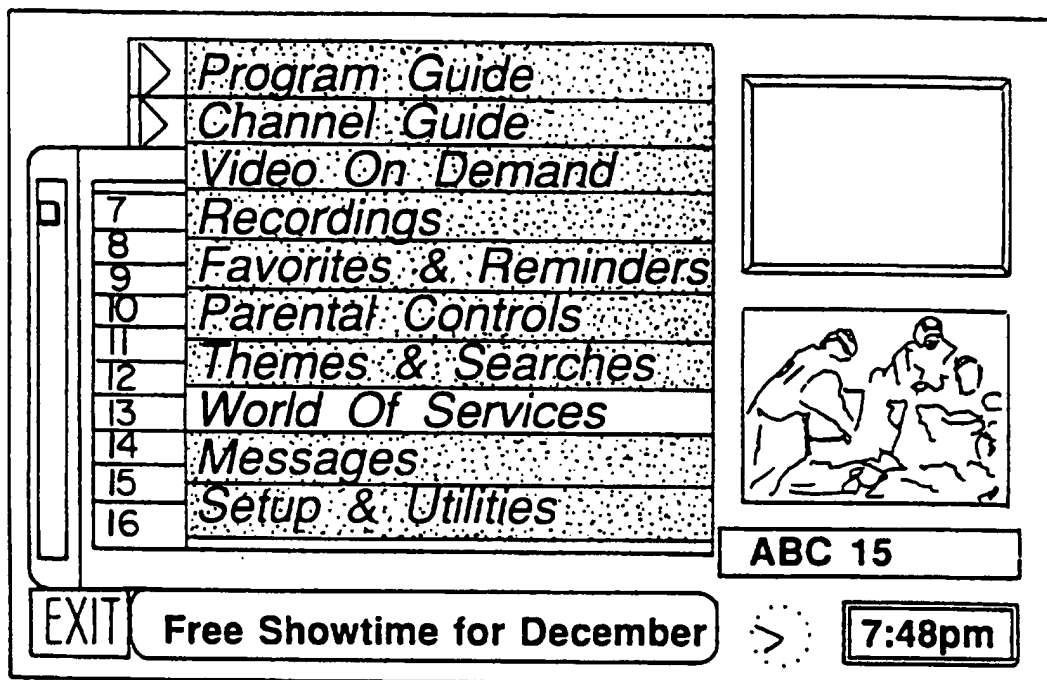 Program Guide
Channel Guide
Video On Demand
7 Recordings
8
9 Favorites & Reminders
10 Parental Controls
11
12 Themes & Searches
13 World Of Services
14 Messages
15
16 Setup & Utilities
ABC 15
EXIT Free Showtime for December 7:48pm